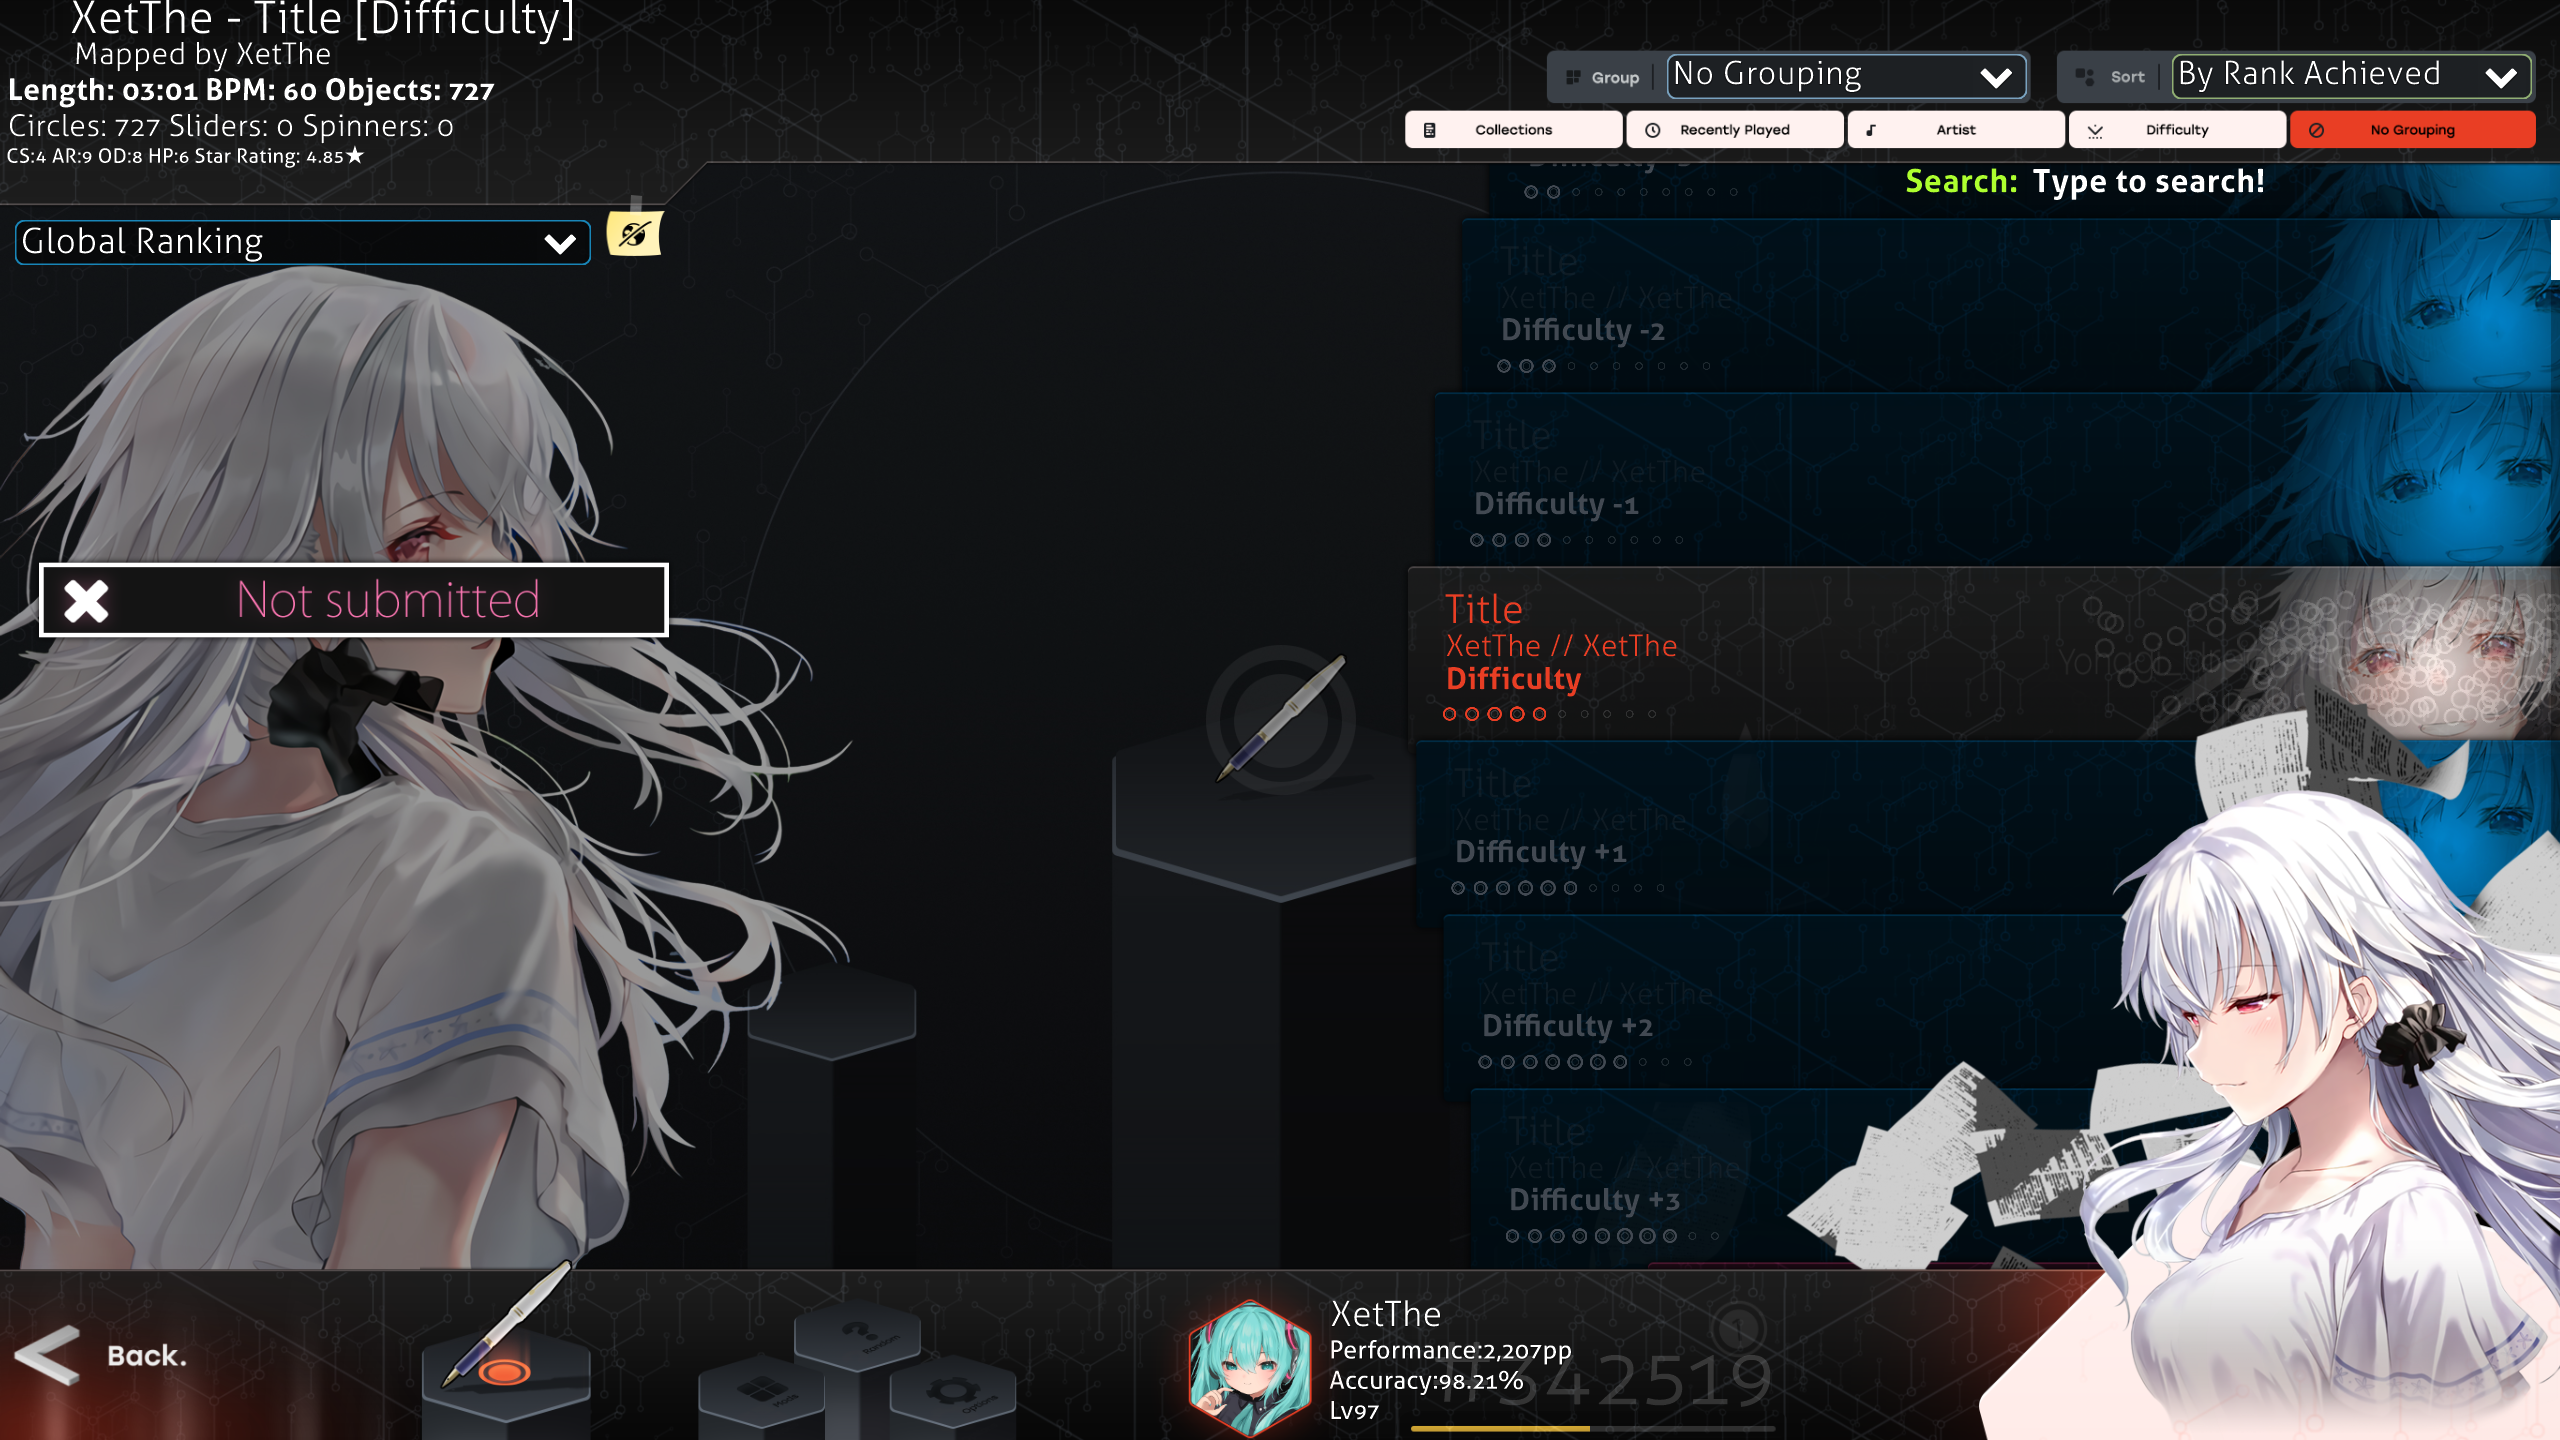 XetThe - Title [Difficulty]
Mapped by XetThe
Length: 03:01 BPM: 60 Objects: 727
Circles: 727 Sliders: 0 Spinners: 0
CS:4 AR:9 OD:8 HP:6 Star Rating: 4.85★
Group
No Grouping
Sort
By Rank Achieved
Collections
Recently Played
Artist
Difficulty
No Grouping
Search: Type to search!
Global Ranking
Not submitted
Title
XetThe // XetThe
Difficulty -2
Title
XetThe // XetThe
Difficulty -1
Title
XetThe // XetThe
Difficulty
Title
XetThe // XetThe
Difficulty +1
Title
XetThe // XetThe
Difficulty +2
Title
XetThe // XetThe
Difficulty +3
Back.
Mods
Random
Options
XetThe
Performance:2,207pp
Accuracy:98.21%
Lv97
#342519
1